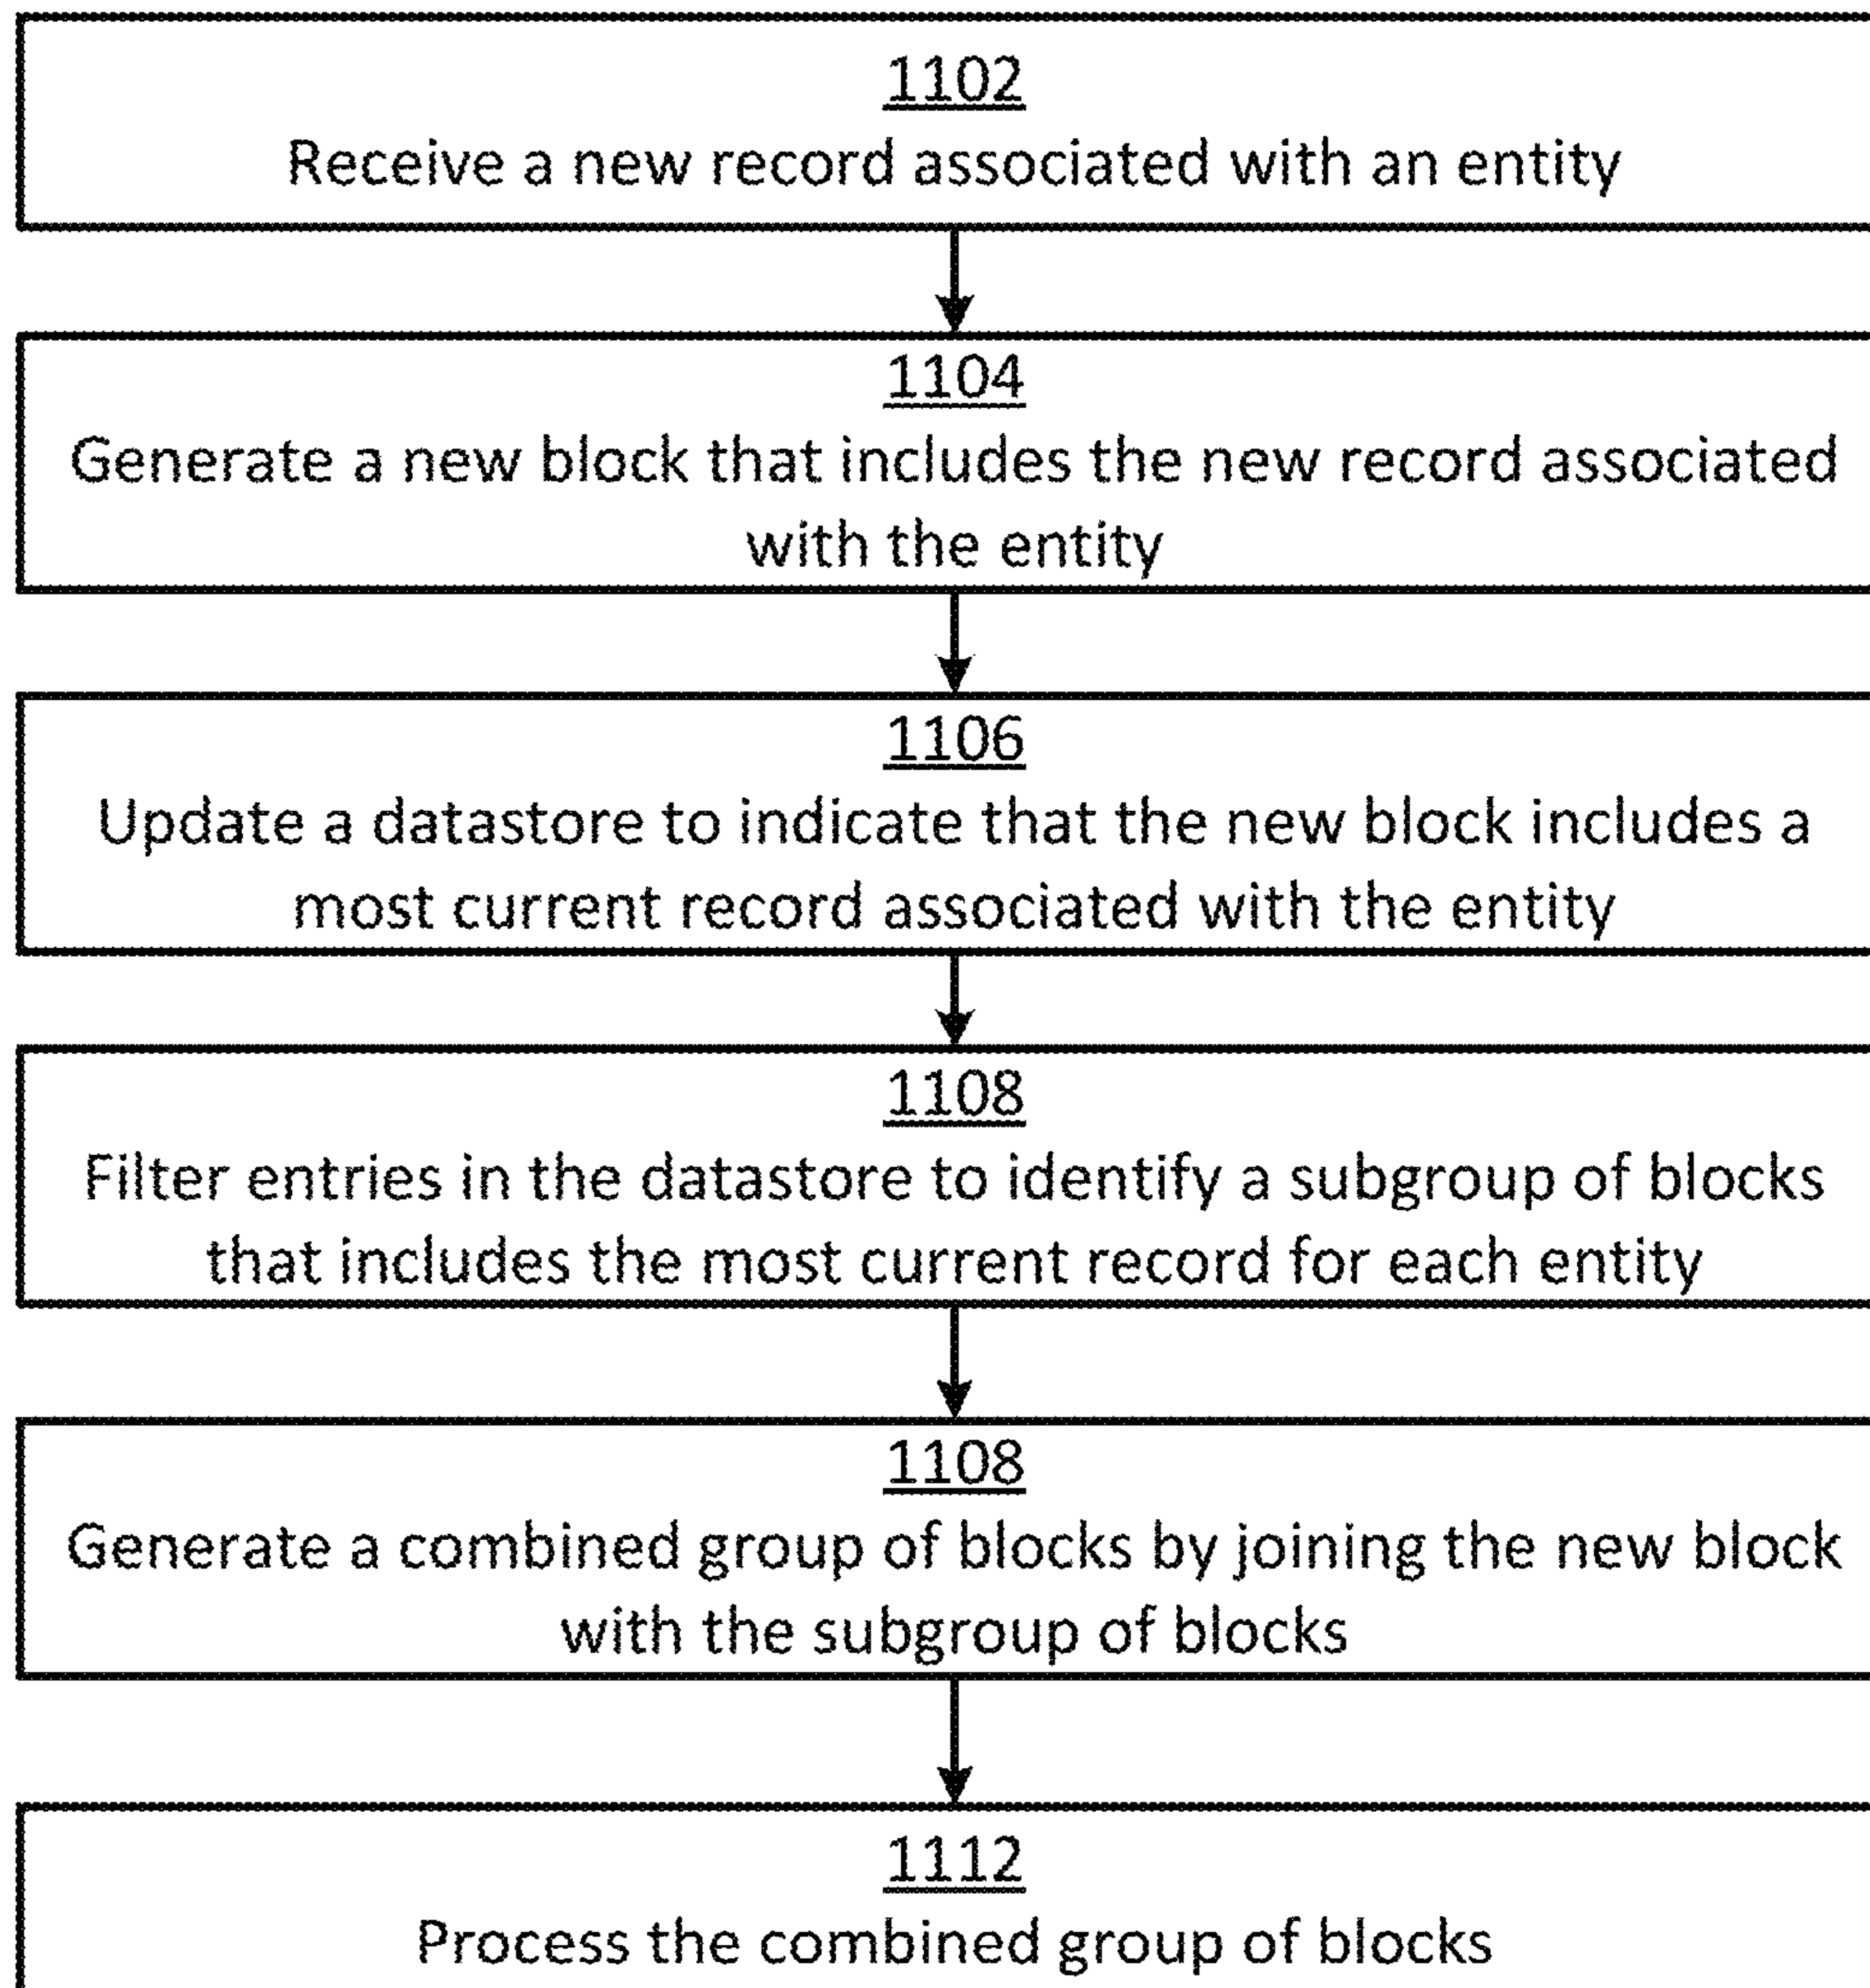 1102
Receive a new record associated with an entity
1104
Generate a new block that includes the new record associated
with the entity
1106
Update a datastore to indicate that the new block includes a
most current record associated with the entity
1108
Filter entries in the datastore to identify a subgroup of blocks
that includes the most current record for each entity
1108
Generate a combined group of blocks by joining the new block
with the subgroup of blocks
1112
Process the combined group of blocks